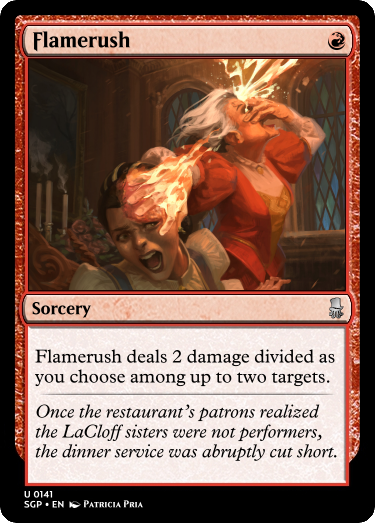 Flamerush
Sorcery
Flamerush deals 2 damage divided as
you choose among up to two targets.
Once the restaurant's patrons realized
the LaCloff sisters were not performers,
the dinner service was abruptly cut short.
U 0141
SGP • EN Patricia Pria